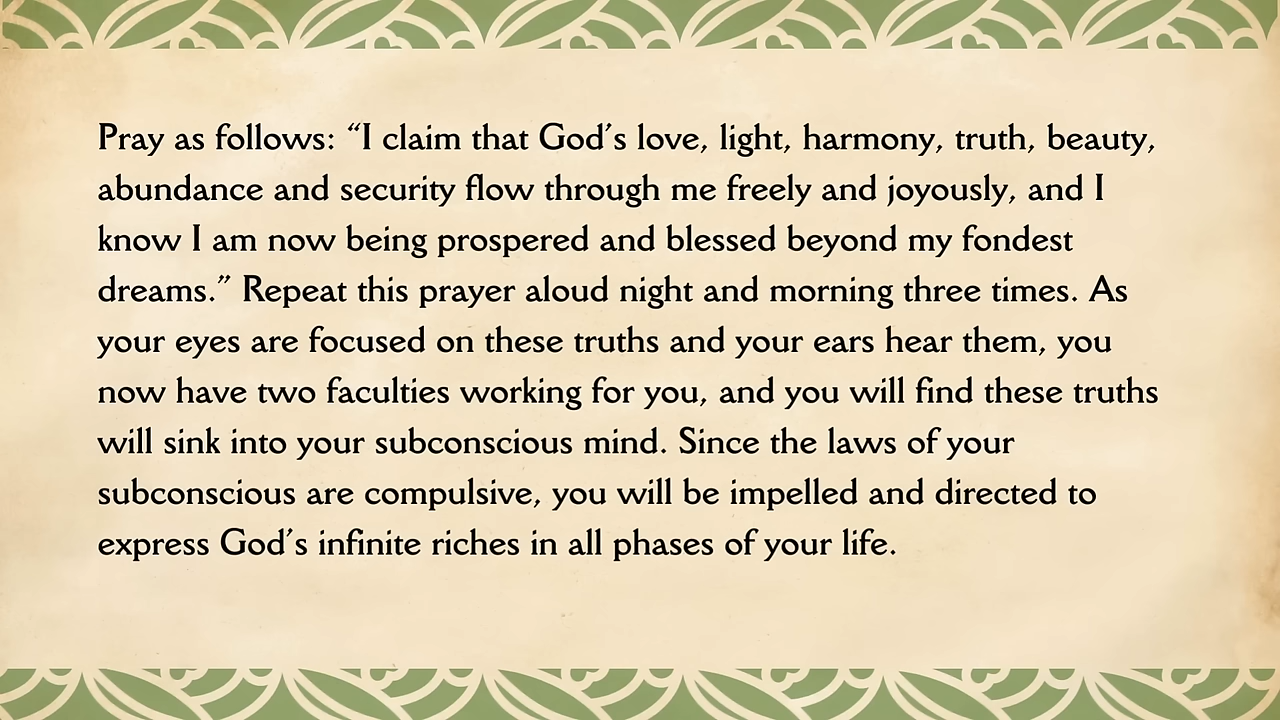 Pray as follows: “I claim that God’s love, light, harmony, truth, beauty,
abundance and security flow through me freely and joyously, and I
know I am now being prospered and blessed beyond my fondest
dreams.” Repeat this prayer aloud night and morning three times. As
your eyes are focused on these truths and your ears hear them, you
now have two faculties working for you, and you will find these truths
will sink into your subconscious mind. Since the laws of your
subconscious are compulsive, you will be impelled and directed to
express God’s infinite riches in all phases of your life.